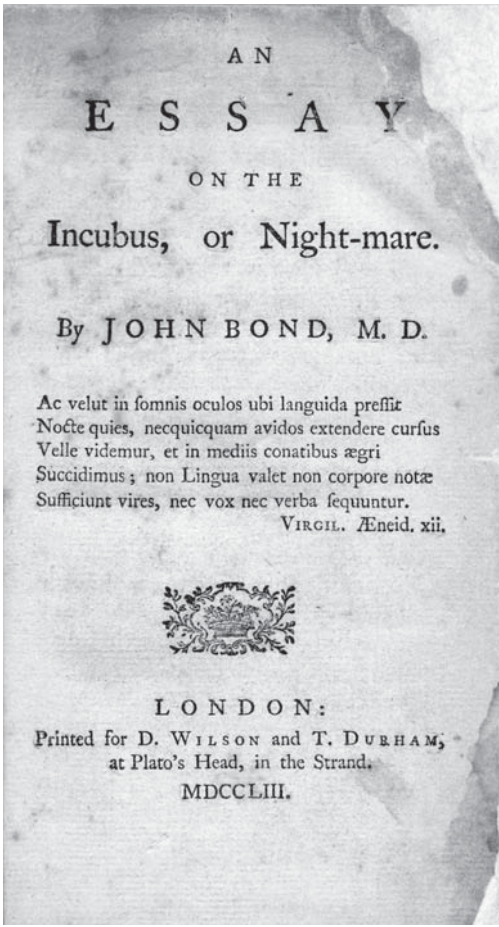 AN
ESSAY
ON THE
Incubus, or Night-mare.
By JOHN BOND, M. D.
Ac velut in ſomnis oculos ubi languida preſſit
Nocte quies, necquicquam avidos extendere curſus
Velle videmur, et in mediis conatibus ægri
Succidimus; non Lingua valet non corpore notæ
Sufficiunt vires, nec vox nec verba ſequuntur.
VIRGIL. Æneid. xii.
LONDON:
Printed for D. WILSON and T. DURHAM,
at Plato's Head, in the Strand.
MDCCLIII.